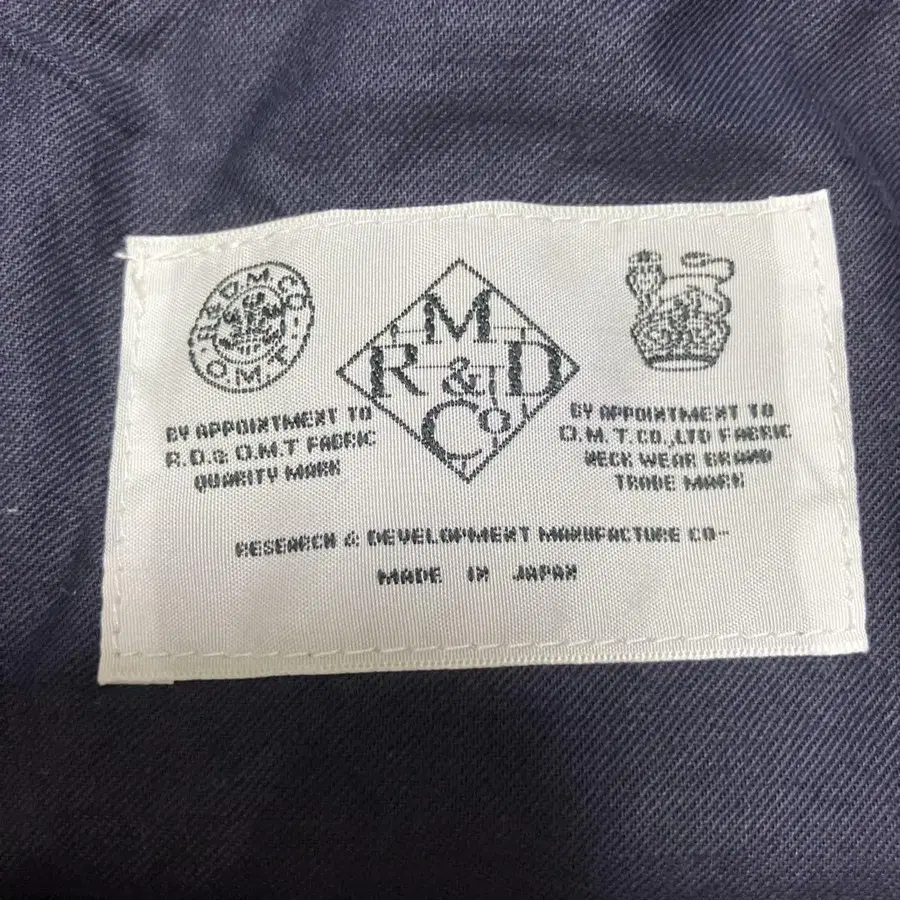 R.&D.M.CO.
O.M.T.
M
R & D
Co
BY APPOINTMENT TO
R.D.& O.M.T FABRIC
QUARITY MARK
BY APPOINTMENT TO
O.M.T.CO.,LTD FABRIC
NECK WEAR BRAND
TRADE MARK
RESEARCH & DEVELOPMENT MANUFACTURE CO--
MADE IN JAPAN